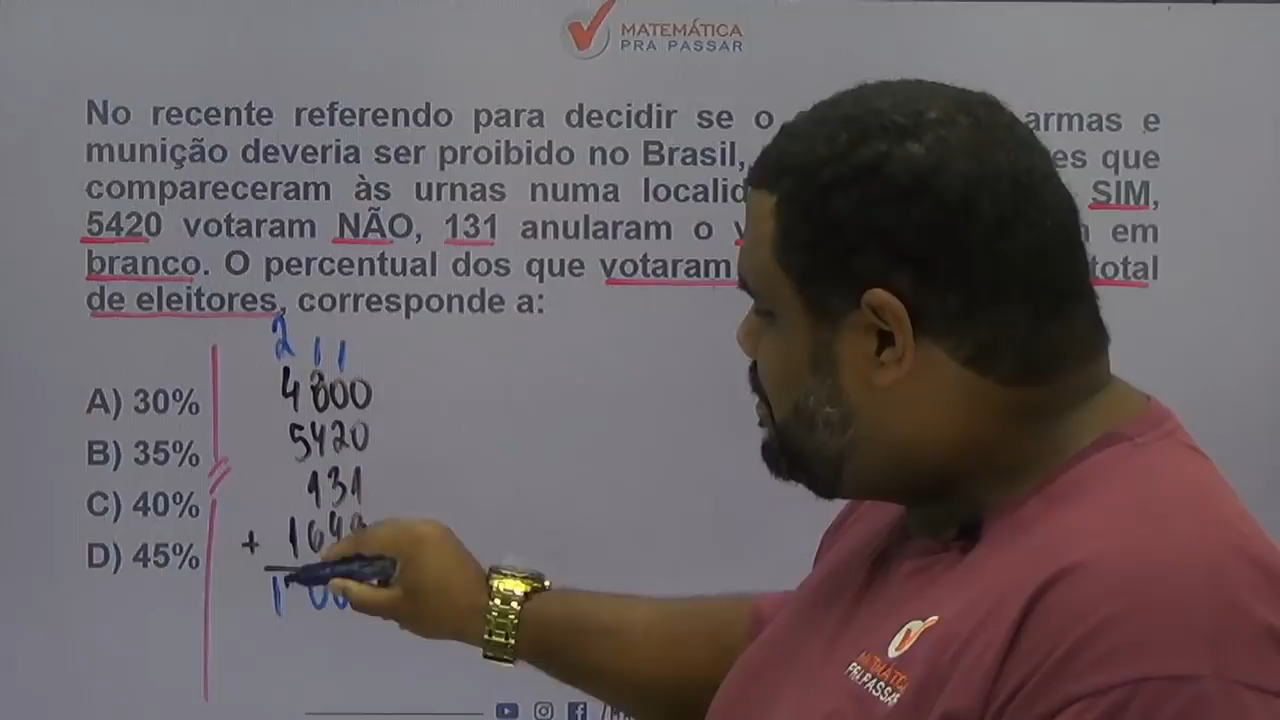 MATEMÁTICA
PRA PASSAR
No recente referendo para decidir se o armas e
munição deveria ser proibido no Brasil, que
compareceram às urnas numa SIM,
5420 votaram NÃO, 131 anularam o em
branco. O percentual dos que votaram total
de eleitores, corresponde a:
2 1 1
A) 30% 4800
B) 35% 5420
C) 40% 131
D) 45% + 1649
MATEMÁTICA
PRA PASSAR